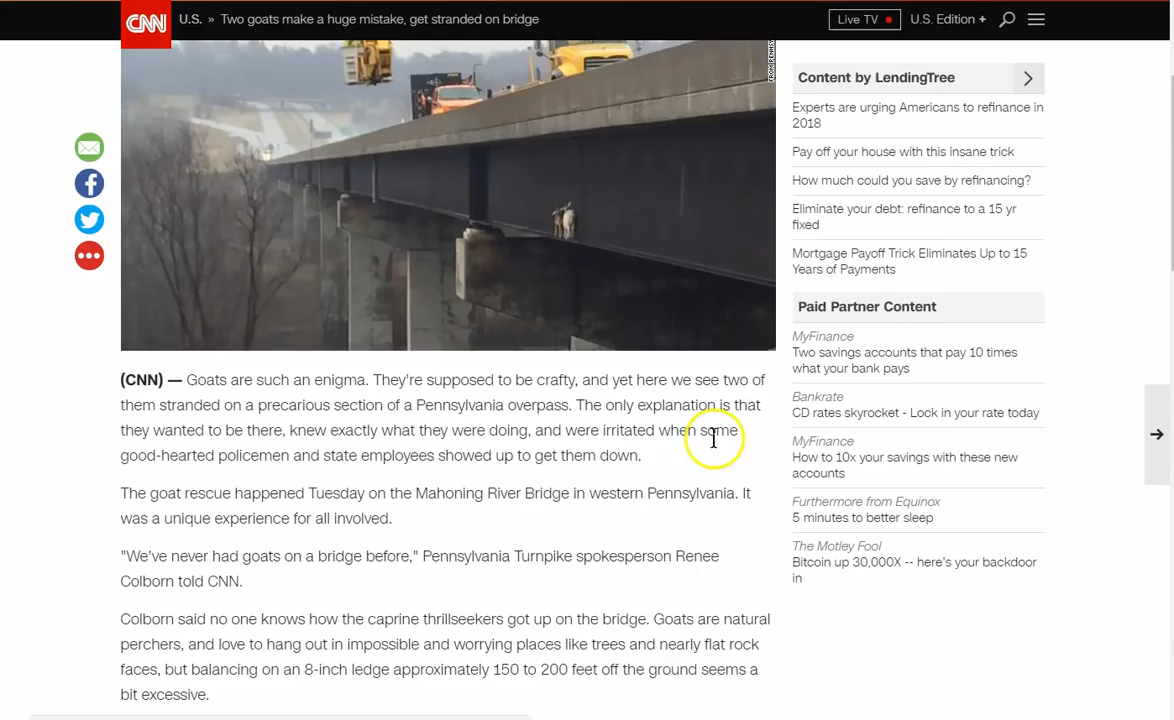 CNN
U.S. » Two goats make a huge mistake, get stranded on bridge
Live TV
U.S. Edition +
Content by LendingTree
Experts are urging Americans to refinance in
2018
Pay off your house with this insane trick
How much could you save by refinancing?
Eliminate your debt: refinance to a 15 yr
fixed
Mortgage Payoff Trick Eliminates Up to 15
Years of Payments
Paid Partner Content
MyFinance
Two savings accounts that pay 10 times
what your bank pays
Bankrate
CD rates skyrocket - Lock in your rate today
MyFinance
How to 10x your savings with these new
accounts
Furthermore from Equinox
5 minutes to better sleep
The Motley Fool
Bitcoin up 30,000X -- here's your backdoor
in
(CNN) — Goats are such an enigma. They're supposed to be crafty, and yet here we see two of
them stranded on a precarious section of a Pennsylvania overpass. The only explanation is that
they wanted to be there, knew exactly what they were doing, and were irritated when some
good-hearted policemen and state employees showed up to get them down.
The goat rescue happened Tuesday on the Mahoning River Bridge in western Pennsylvania. It
was a unique experience for all involved.
"We've never had goats on a bridge before," Pennsylvania Turnpike spokesperson Renee
Colborn told CNN.
Colborn said no one knows how the caprine thrillseekers got up on the bridge. Goats are natural
perchers, and love to hang out in impossible and worrying places like trees and nearly flat rock
faces, but balancing on an 8-inch ledge approximately 150 to 200 feet off the ground seems a
bit excessive.